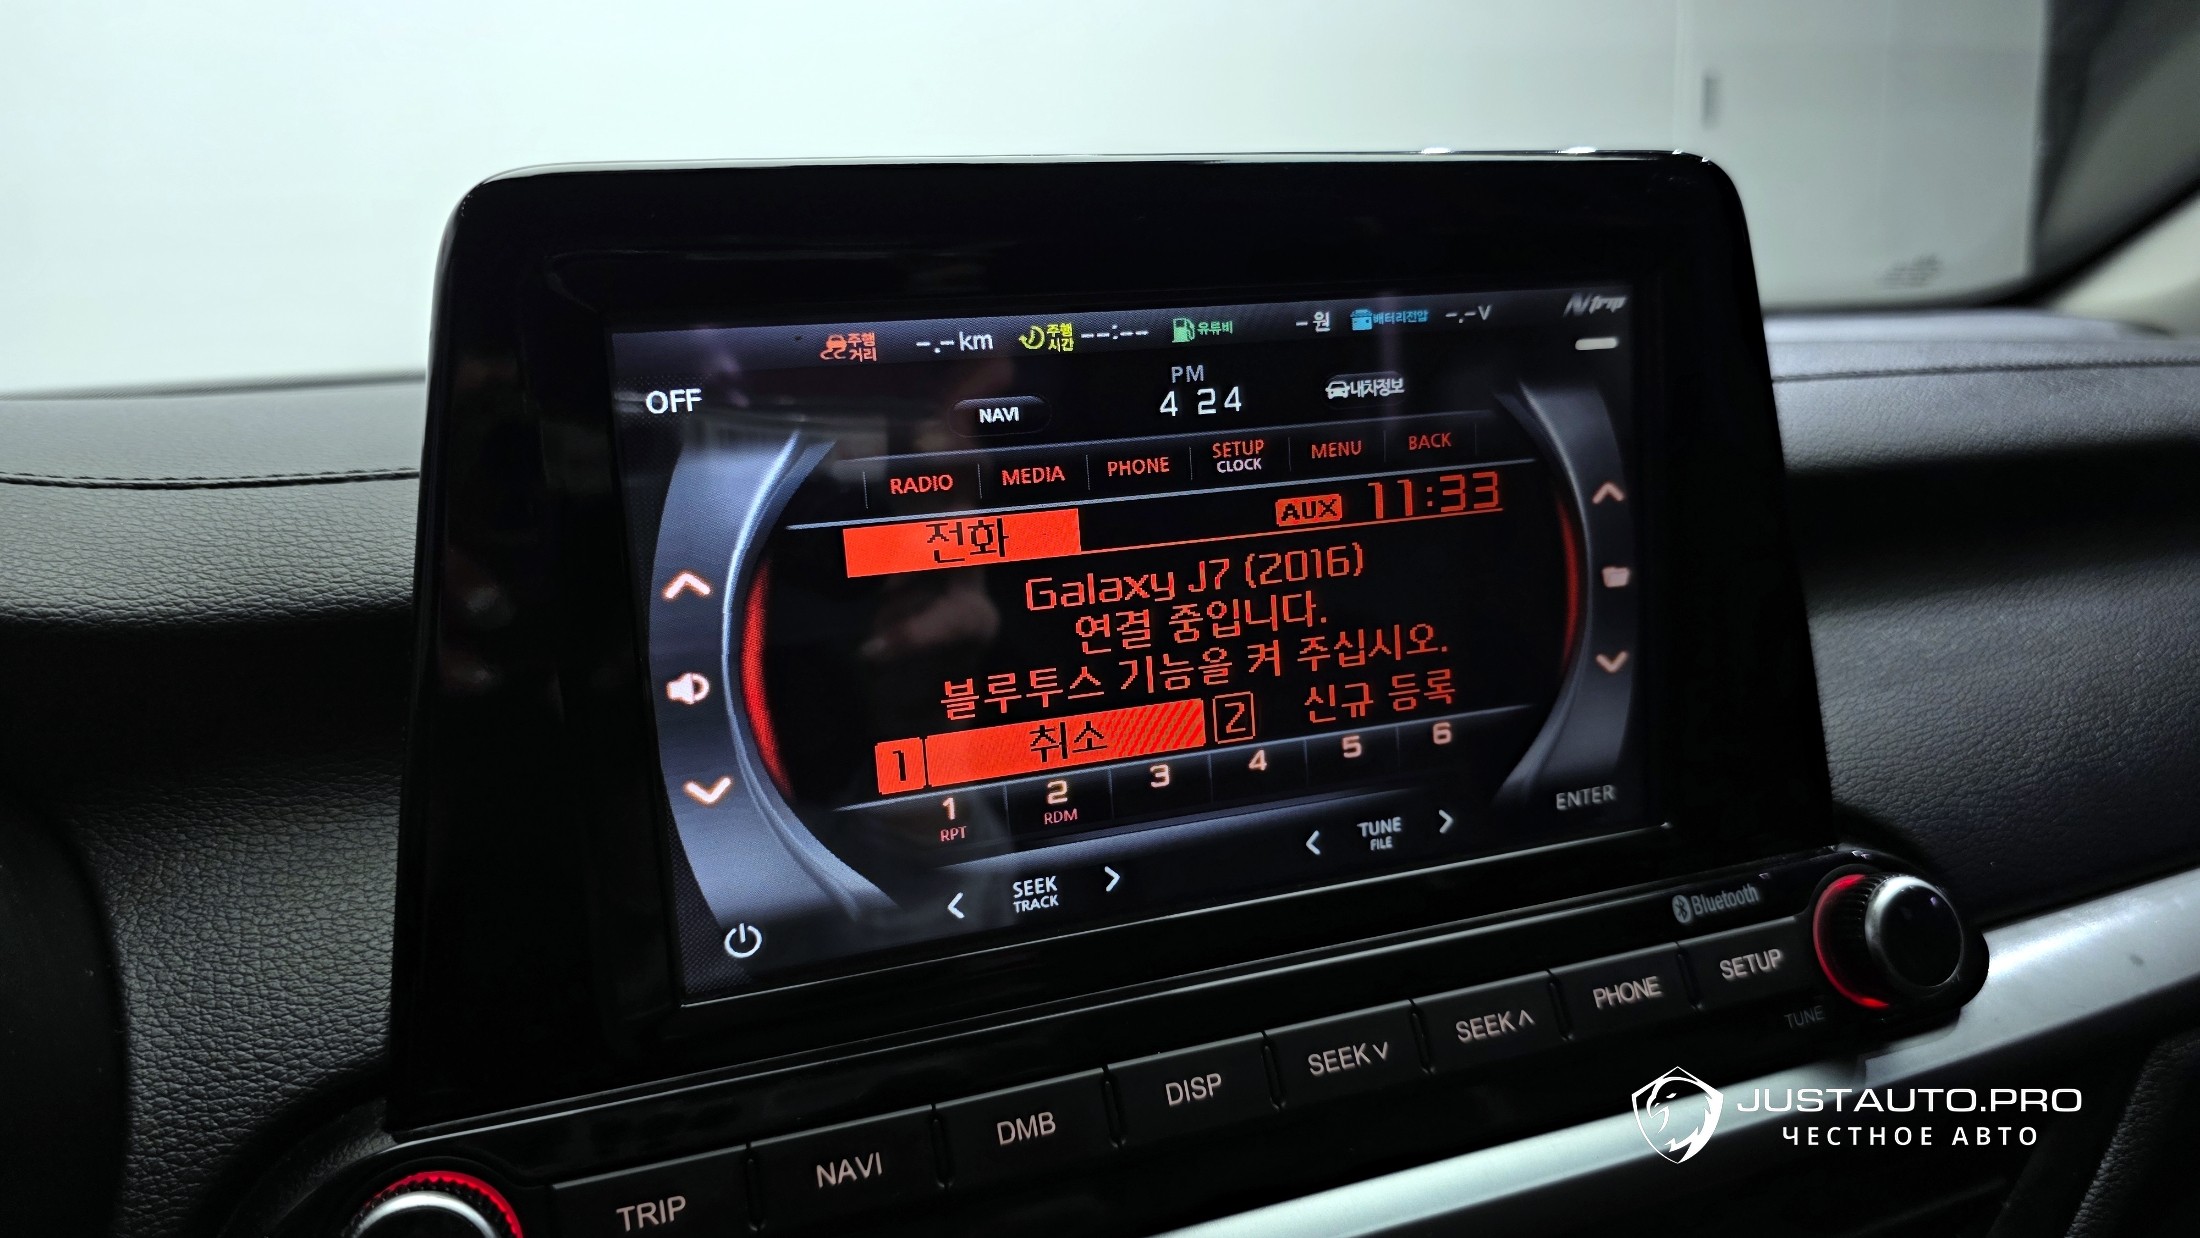 주행
거리
-.-km
주행
시간
--:--
유류비
-원
배터리전압
-.-V
AVtrip
OFF
NAVI
PM
4 24
내차정보
RADIO
MEDIA
PHONE
SETUP
CLOCK
MENU
BACK
전화
AUX
11:33
Galaxy J7 (2016)
연결 중입니다.
블루투스 기능을 켜 주십시오.
1 취소
2 신규 등록
1
RPT
2
RDM
3
4
5
6
SEEK
TRACK
TUNE
FILE
ENTER
Bluetooth
TRIP
NAVI
DMB
DISP
SEEK∨
SEEK∧
PHONE
SETUP
TUNE
JUSTAUTO.PRO
ЧЕСТНОЕ АВТО